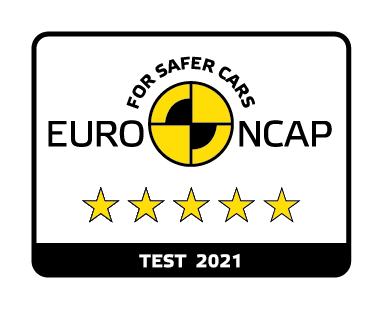 FOR SAFER CARS
EURO NCAP
TEST 2021